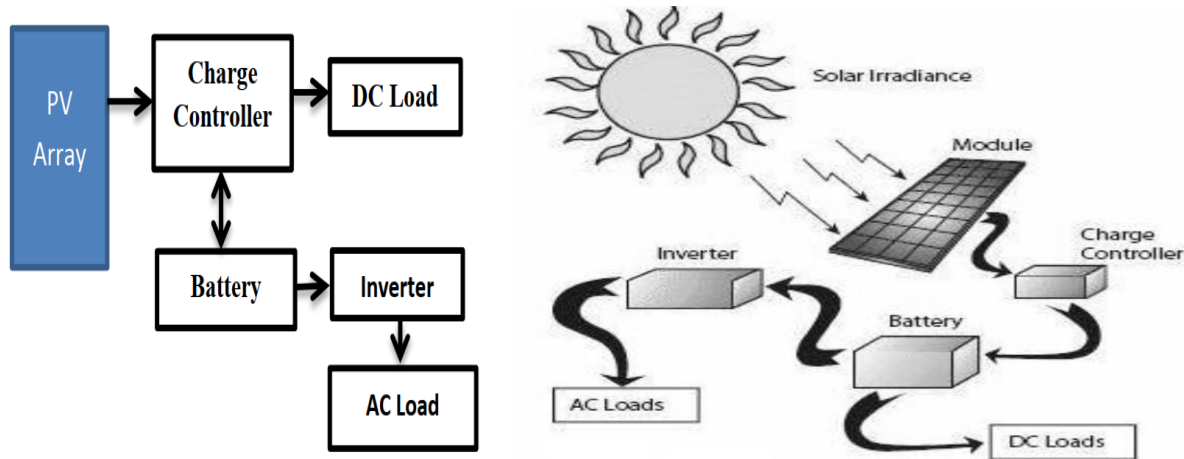 PV
Array
Charge
Controller
DC Load
Battery
Inverter
AC Load
Solar Irradiance
Module
Charge
Controller
Inverter
Battery
AC Loads
DC Loads